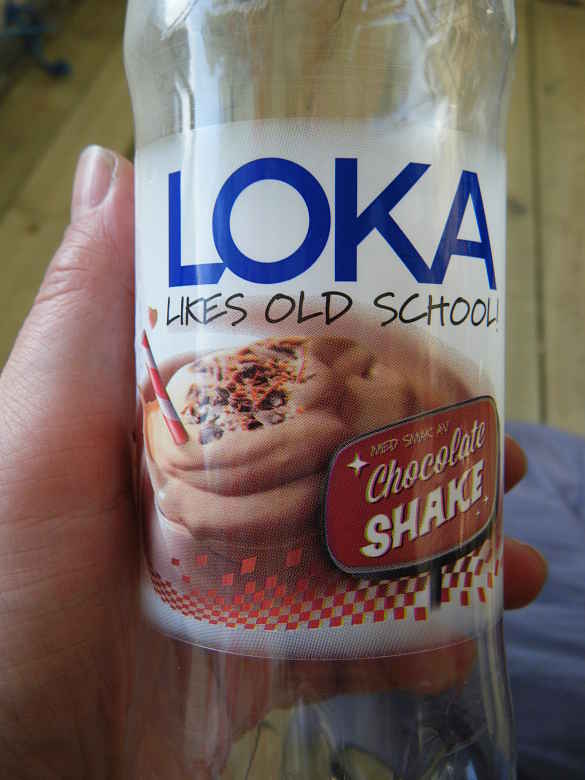 LOKA
LIKES OLD SCHOOL!
MED SMAK AV
Chocolate
SHAKE